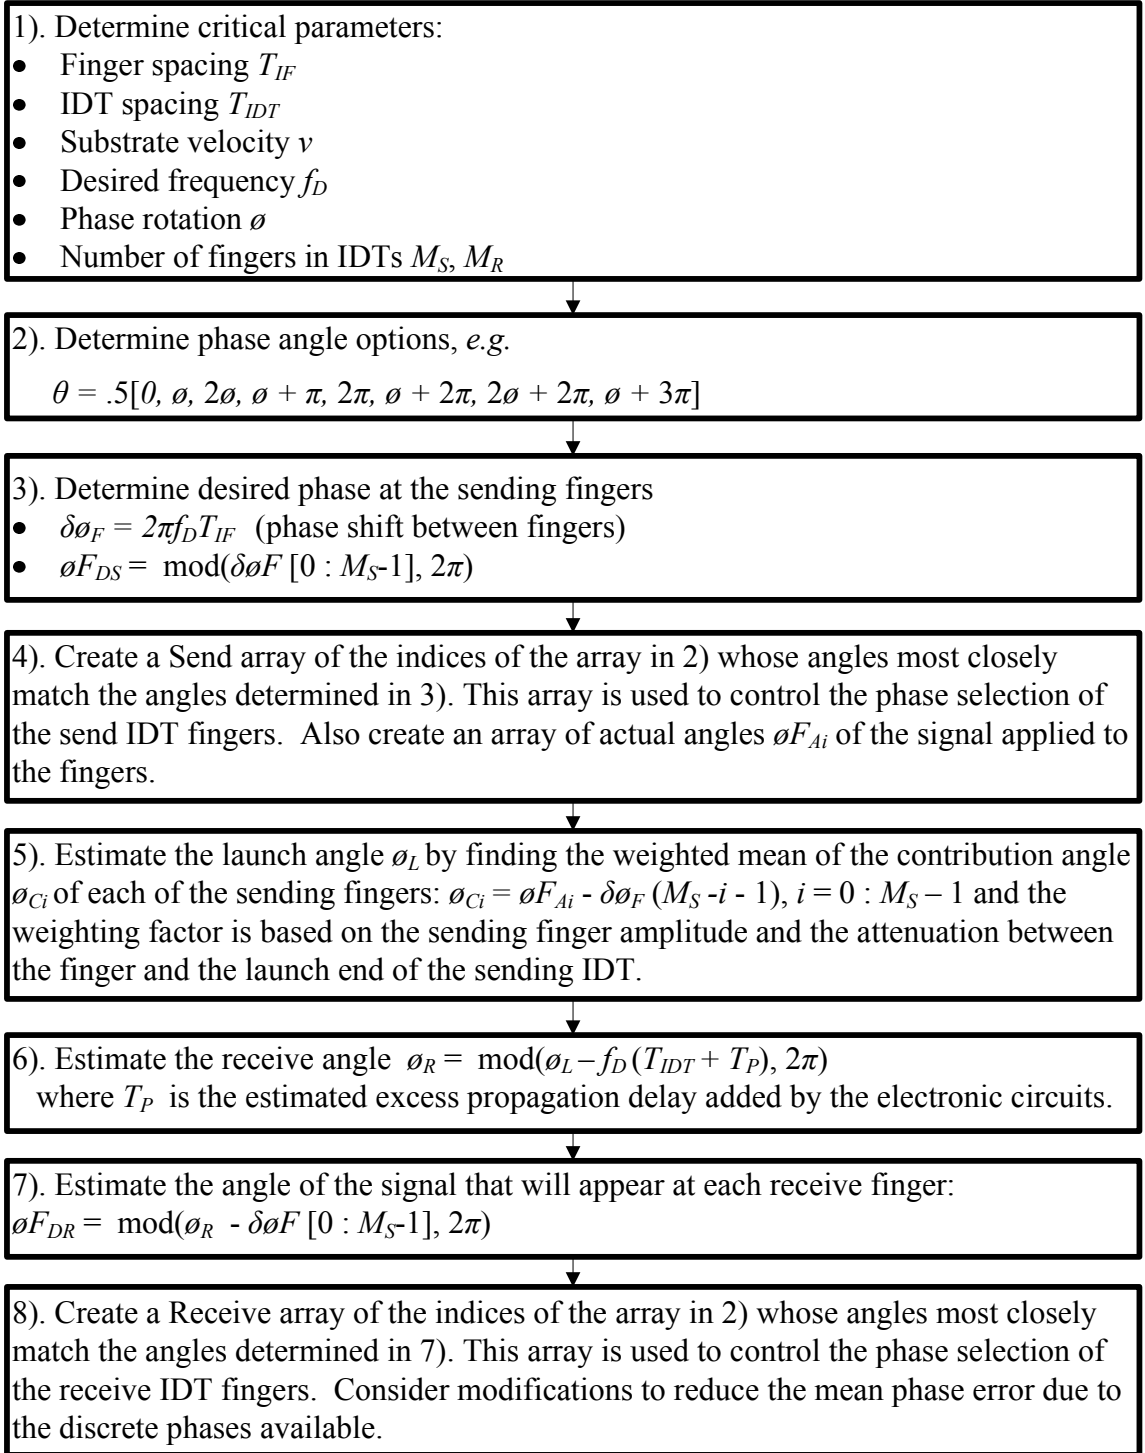 1). Determine critical parameters:
• Finger spacing T_IF
• IDT spacing T_IDT
• Substrate velocity v
• Desired frequency f_D
• Phase rotation ø
• Number of fingers in IDTs M_S, M_R
2). Determine phase angle options, e.g.
θ = .5[0, ø, 2ø, ø + π, 2π, ø + 2π, 2ø + 2π, ø + 3π]
3). Determine desired phase at the sending fingers
• δø_F = 2πf_D T_IF (phase shift between fingers)
• øF_DS = mod(δøF [0 : M_S-1], 2π)
4). Create a Send array of the indices of the array in 2) whose angles most closely
match the angles determined in 3). This array is used to control the phase selection of
the send IDT fingers. Also create an array of actual angles øF_Ai of the signal applied to
the fingers.
5). Estimate the launch angle ø_L by finding the weighted mean of the contribution angle
ø_Ci of each of the sending fingers: ø_Ci = øF_Ai - δø_F (M_S -i - 1), i = 0 : M_S – 1 and the
weighting factor is based on the sending finger amplitude and the attenuation between
the finger and the launch end of the sending IDT.
6). Estimate the receive angle ø_R = mod(ø_L – f_D (T_IDT + T_P), 2π)
where T_P is the estimated excess propagation delay added by the electronic circuits.
7). Estimate the angle of the signal that will appear at each receive finger:
øF_DR = mod(ø_R - δøF [0 : M_S-1], 2π)
8). Create a Receive array of the indices of the array in 2) whose angles most closely
match the angles determined in 7). This array is used to control the phase selection of
the receive IDT fingers. Consider modifications to reduce the mean phase error due to
the discrete phases available.